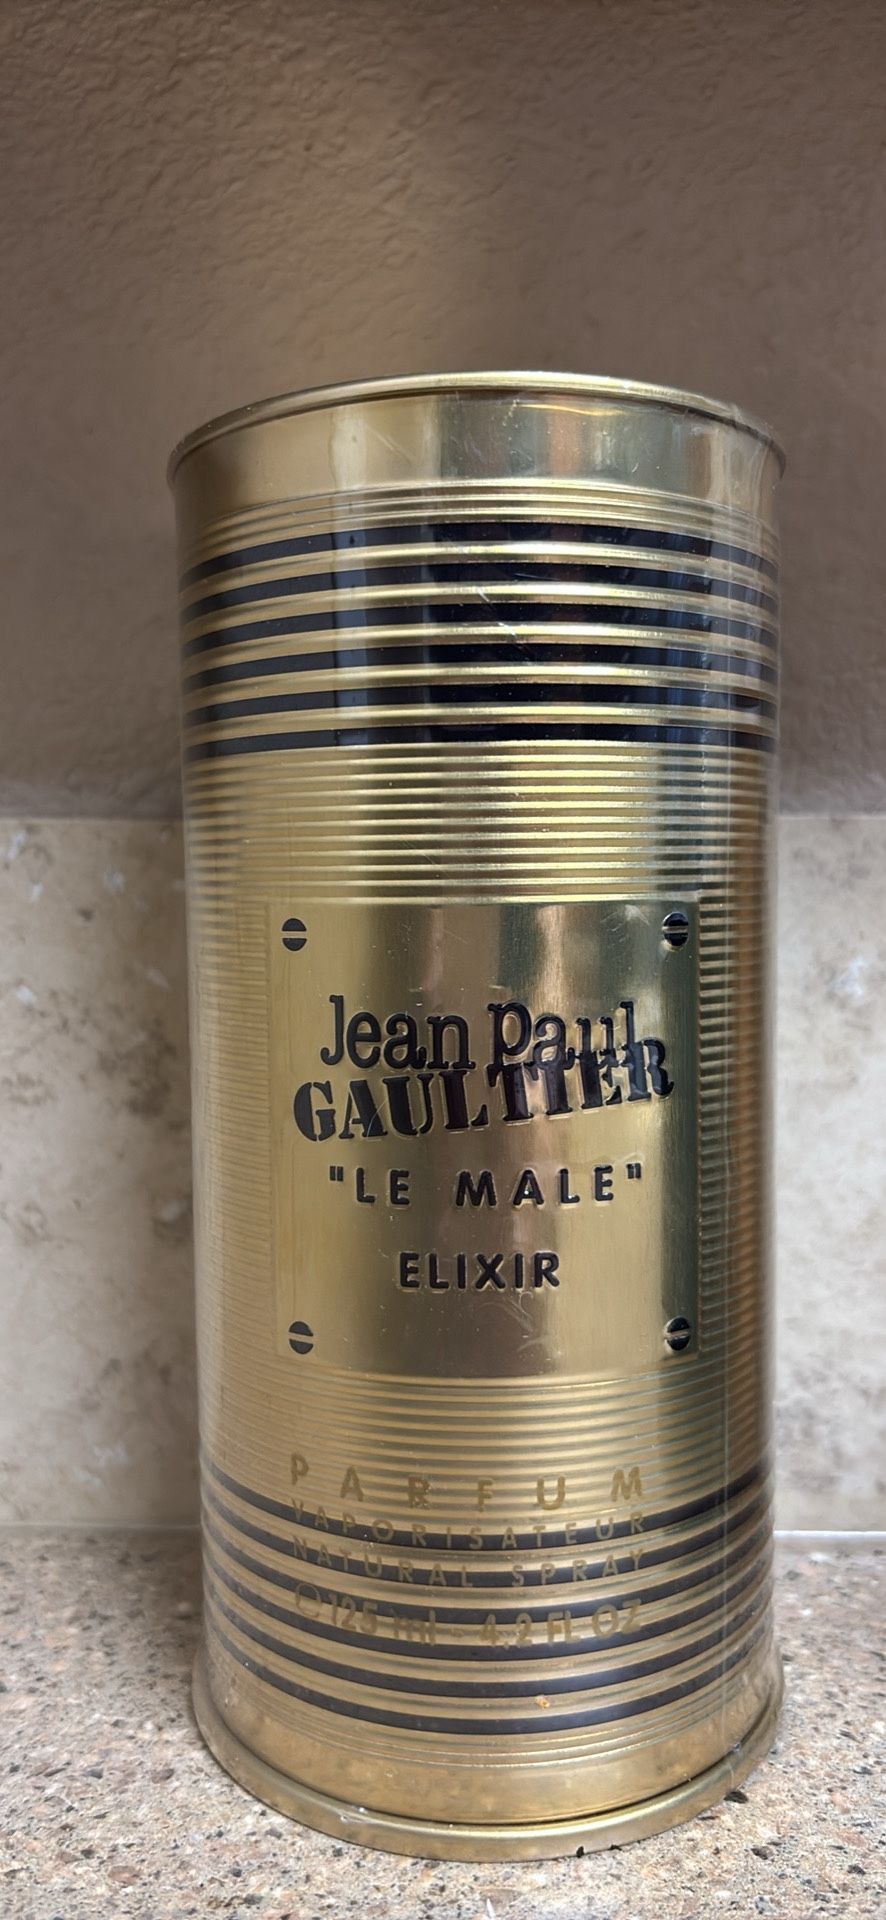 Jean Paul
GAULTIER
"LE MALE"
ELIXIR
PARFUM
VAPORISATEUR
NATURAL SPRAY
℮125 ml - 4.2 FL OZ